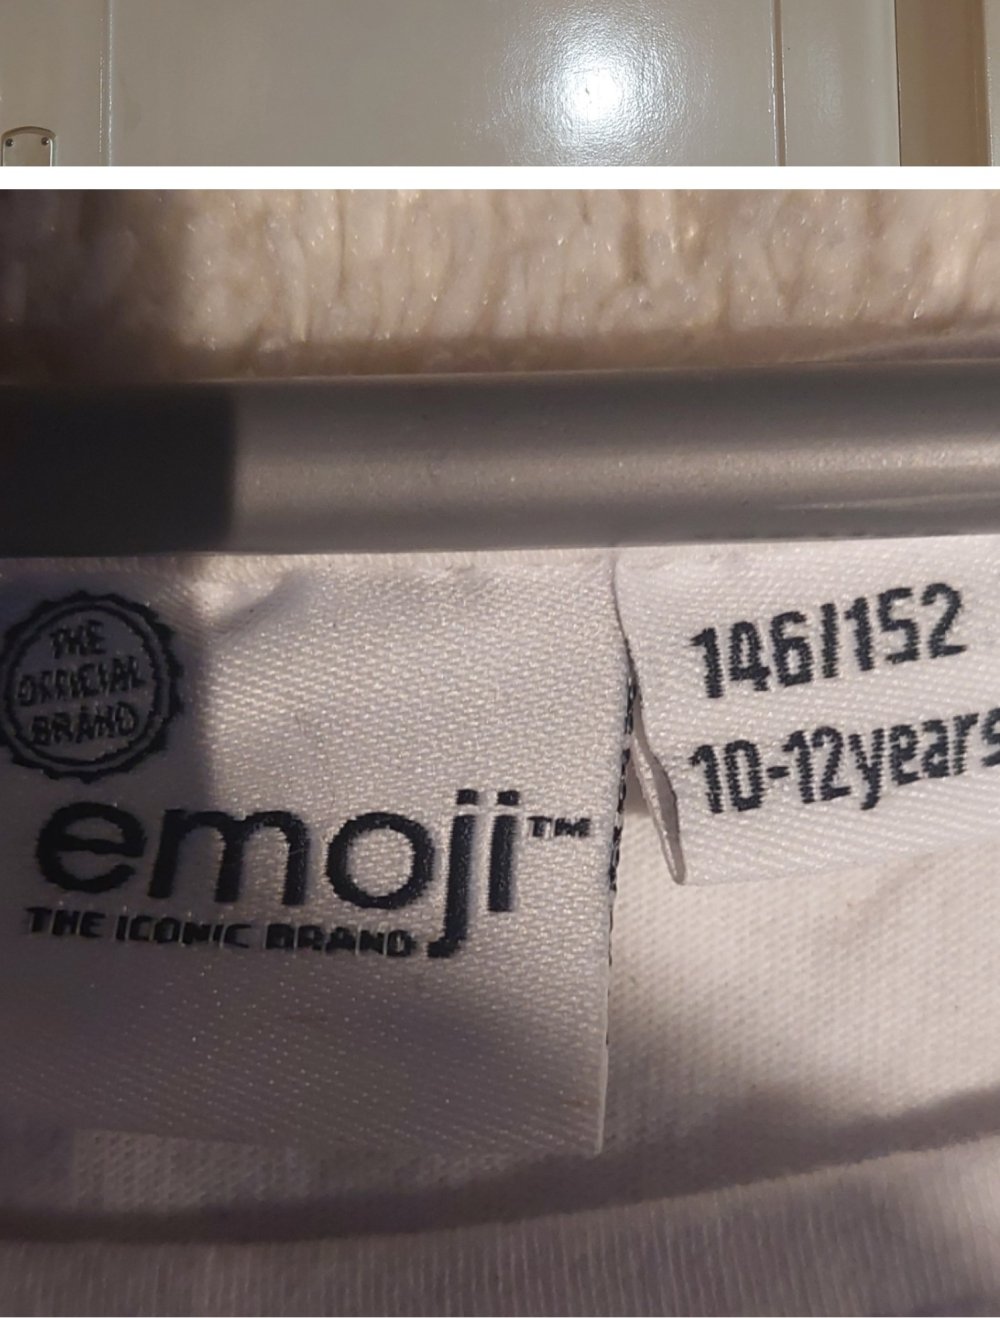 THE
OFFICIAL
BRAND
emoji™
THE ICONIC BRAND
146/152
10-12years